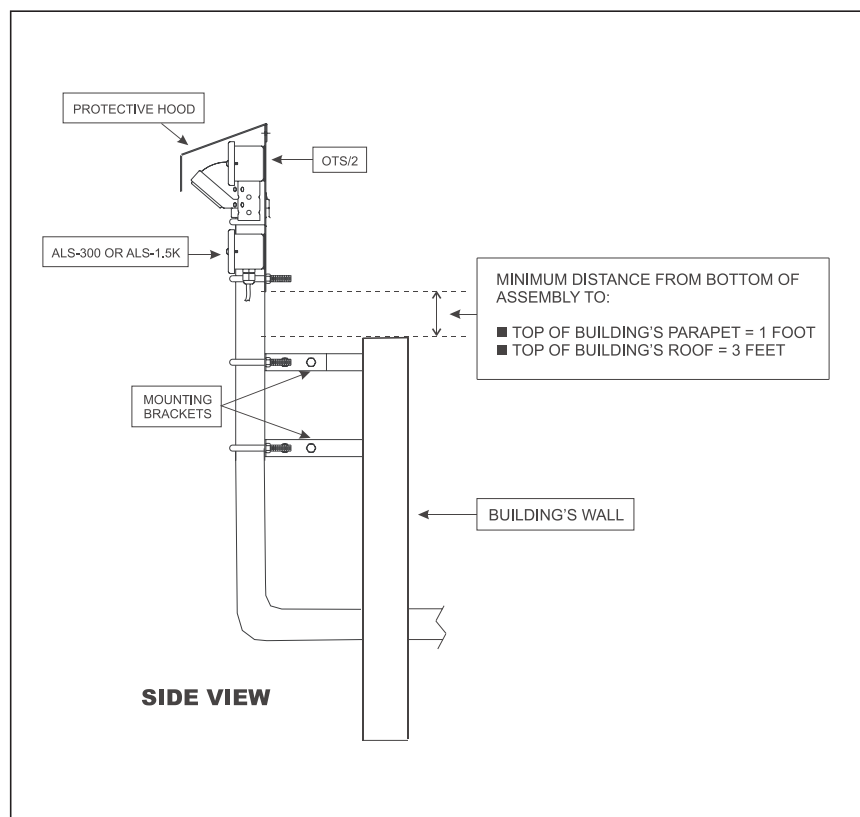 PROTECTIVE HOOD
OTS/2
ALS-300 OR ALS-1.5K
MINIMUM DISTANCE FROM BOTTOM OF
ASSEMBLY TO:
■ TOP OF BUILDING'S PARAPET = 1 FOOT
■ TOP OF BUILDING'S ROOF = 3 FEET
MOUNTING
BRACKETS
BUILDING'S WALL
SIDE VIEW